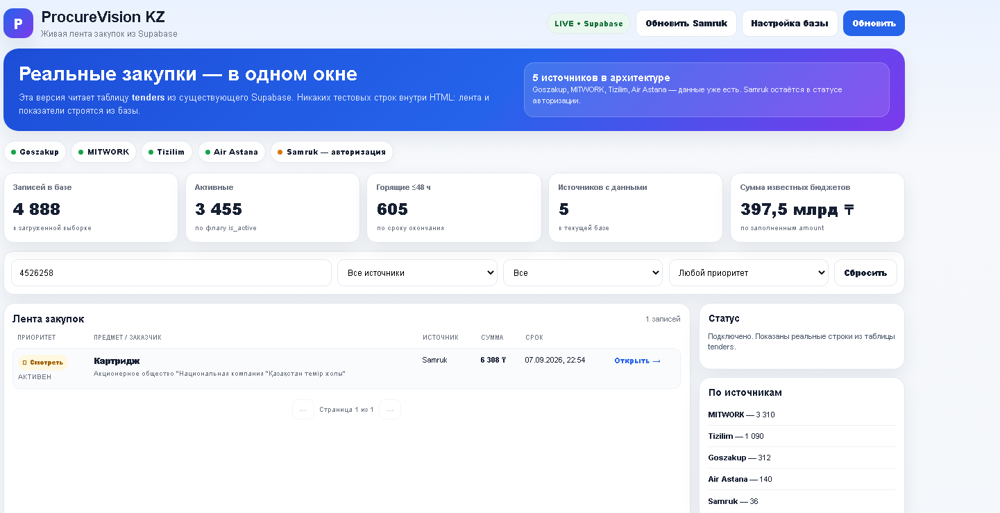 P
ProcureVision KZ
Живая лента закупок из Supabase
LIVE • Supabase
Обновить Samruk
Настройка базы
Обновить
Реальные закупки — в одном окне
Эта версия читает таблицу tenders из существующего Supabase. Никаких тестовых строк внутри HTML: лента и
показатели строятся из базы.
5 источников в архитектуре
Goszakup, MITWORK, Tizilim, Air Astana — данные уже есть. Samruk остаётся в статусе
авторизации.
Goszakup
MITWORK
Tizilim
Air Astana
Samruk — авторизация
Записей в базе
4 888
в загруженной выборке
Активные
3 455
по флагу is_active
Горящие ≤48 ч
605
по сроку окончания
Источников с данными
5
в текущей базе
Сумма известных бюджетов
397,5 млрд ₸
по заполненным amount
4526258
Все источники
Все
Любой приоритет
Сбросить
Лента закупок
1 записей
ПРИОРИТЕТ
ПРЕДМЕТ / ЗАКАЗЧИК
ИСТОЧНИК
СУММА
СРОК
Смотреть
АКТИВЕН
Картридж
Акционерное общество "Национальная компания "Қазақстан темір жолы"
Samruk
6 308 ₸
07.09.2026, 22:54
Открыть →
←
Страница 1 из 1
→
Статус
Подключено. Показаны реальные строки из таблицы
tenders.
По источникам
MITWORK — 3 310
Tizilim — 1 090
Goszakup — 312
Air Astana — 140
Samruk — 36